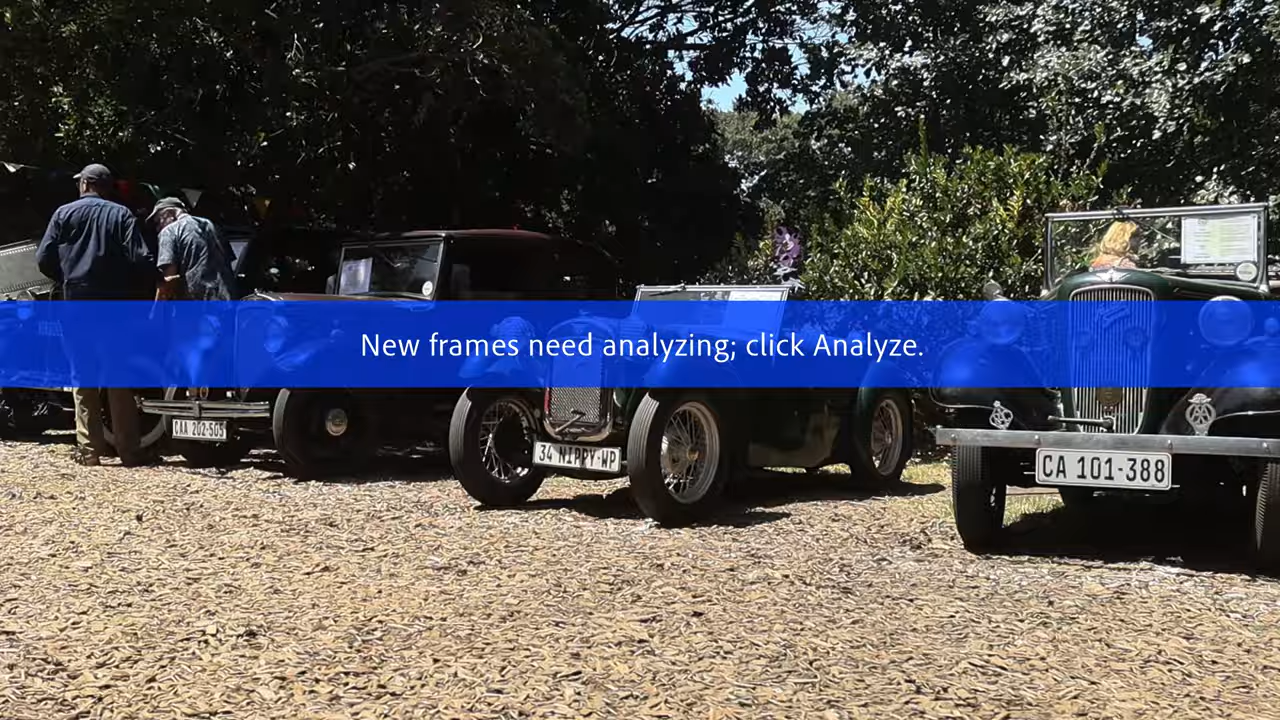 New frames need analyzing; click Analyze.
CAA 202-505
34 NIPPY-WP
CA 101-388